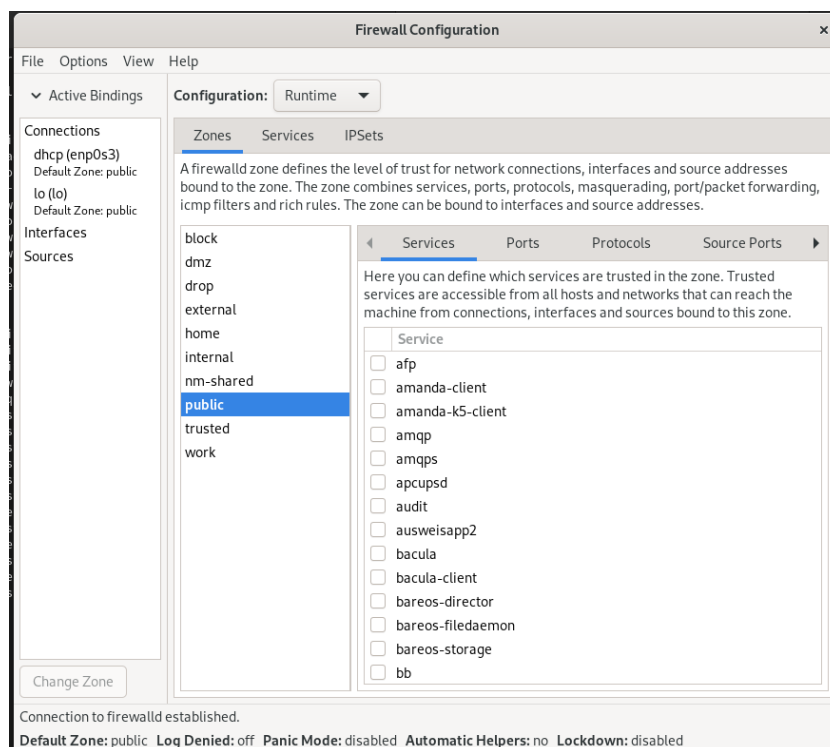 Firewall Configuration
×
File Options View Help
Active Bindings
Configuration: Runtime
Connections
dhcp (enp0s3)
Default Zone: public
lo (lo)
Default Zone: public
Interfaces
Sources
Change Zone
Zones Services IPSets
A firewalld zone defines the level of trust for network connections, interfaces and source addresses
bound to the zone. The zone combines services, ports, protocols, masquerading, port/packet forwarding,
icmp filters and rich rules. The zone can be bound to interfaces and source addresses.
block
dmz
drop
external
home
internal
nm-shared
public
trusted
work
Services Ports Protocols Source Ports
Here you can define which services are trusted in the zone. Trusted
services are accessible from all hosts and networks that can reach the
machine from connections, interfaces and sources bound to this zone.
Service
afp
amanda-client
amanda-k5-client
amqp
amqps
apcupsd
audit
ausweisapp2
bacula
bacula-client
bareos-director
bareos-filedaemon
bareos-storage
bb
Connection to firewalld established.
Default Zone: public Log Denied: off Panic Mode: disabled Automatic Helpers: no Lockdown: disabled